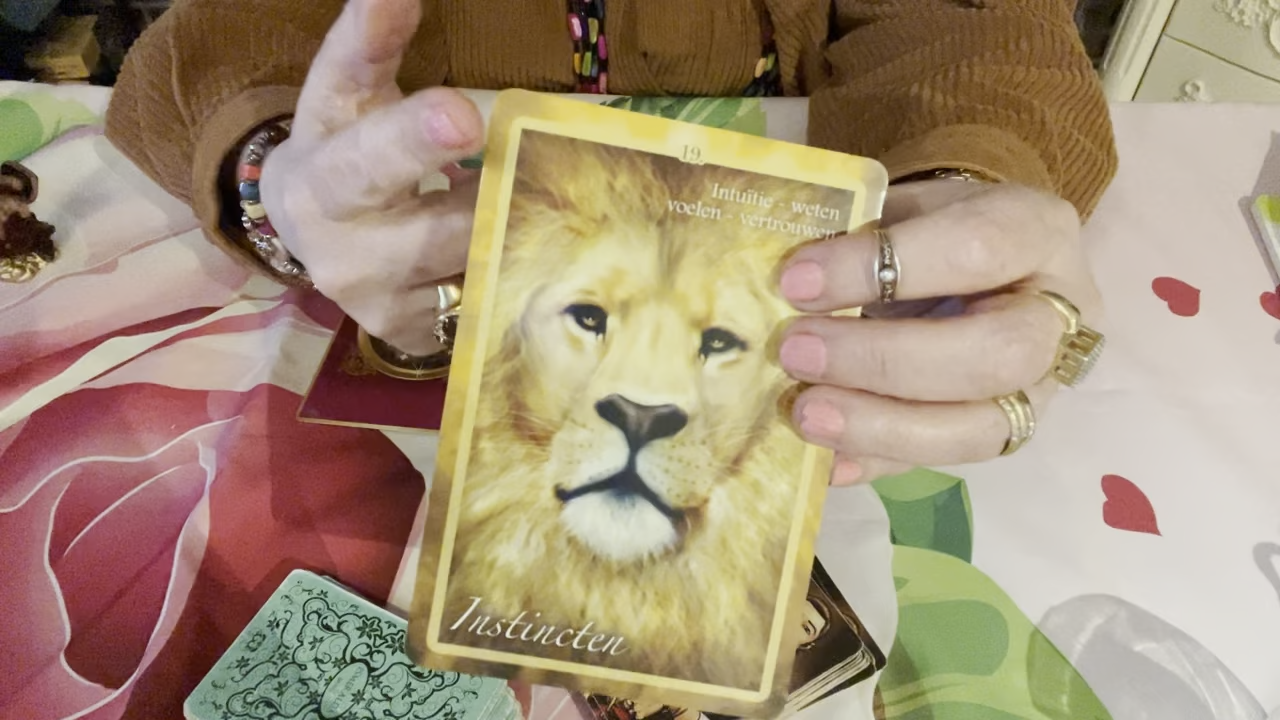 19.
Intuïtie - weten
voelen - vertrouwen
Instincten